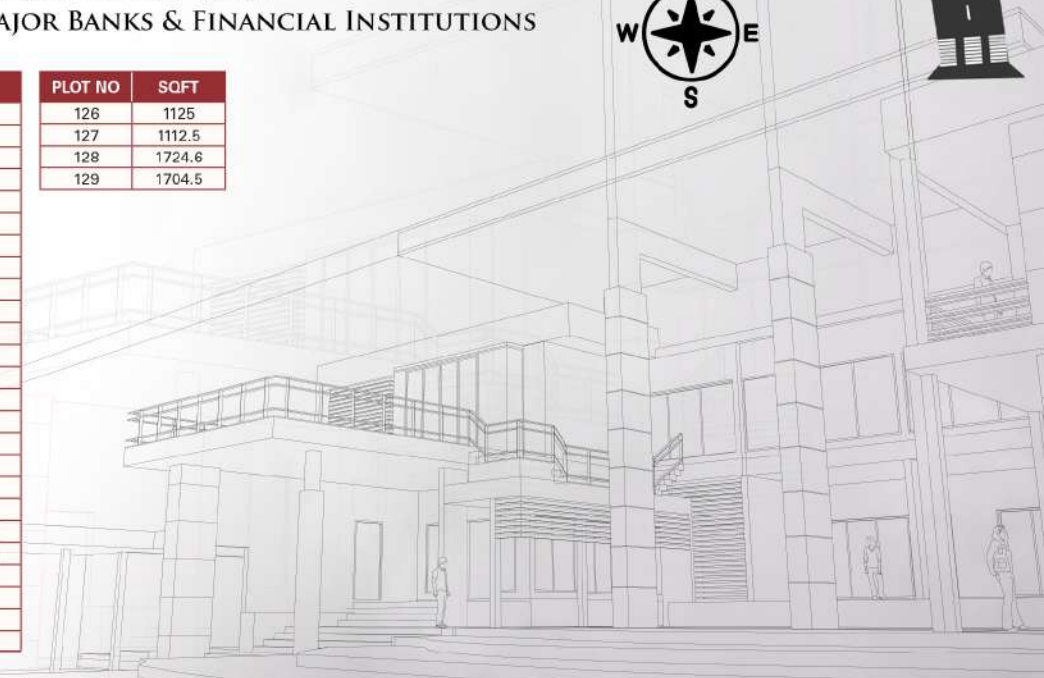 AJOR BANKS & FINANCIAL INSTITUTIONS
W E
S
PLOT NO SQFT
126 1125
127 1112.5
128 1724.6
129 1704.5